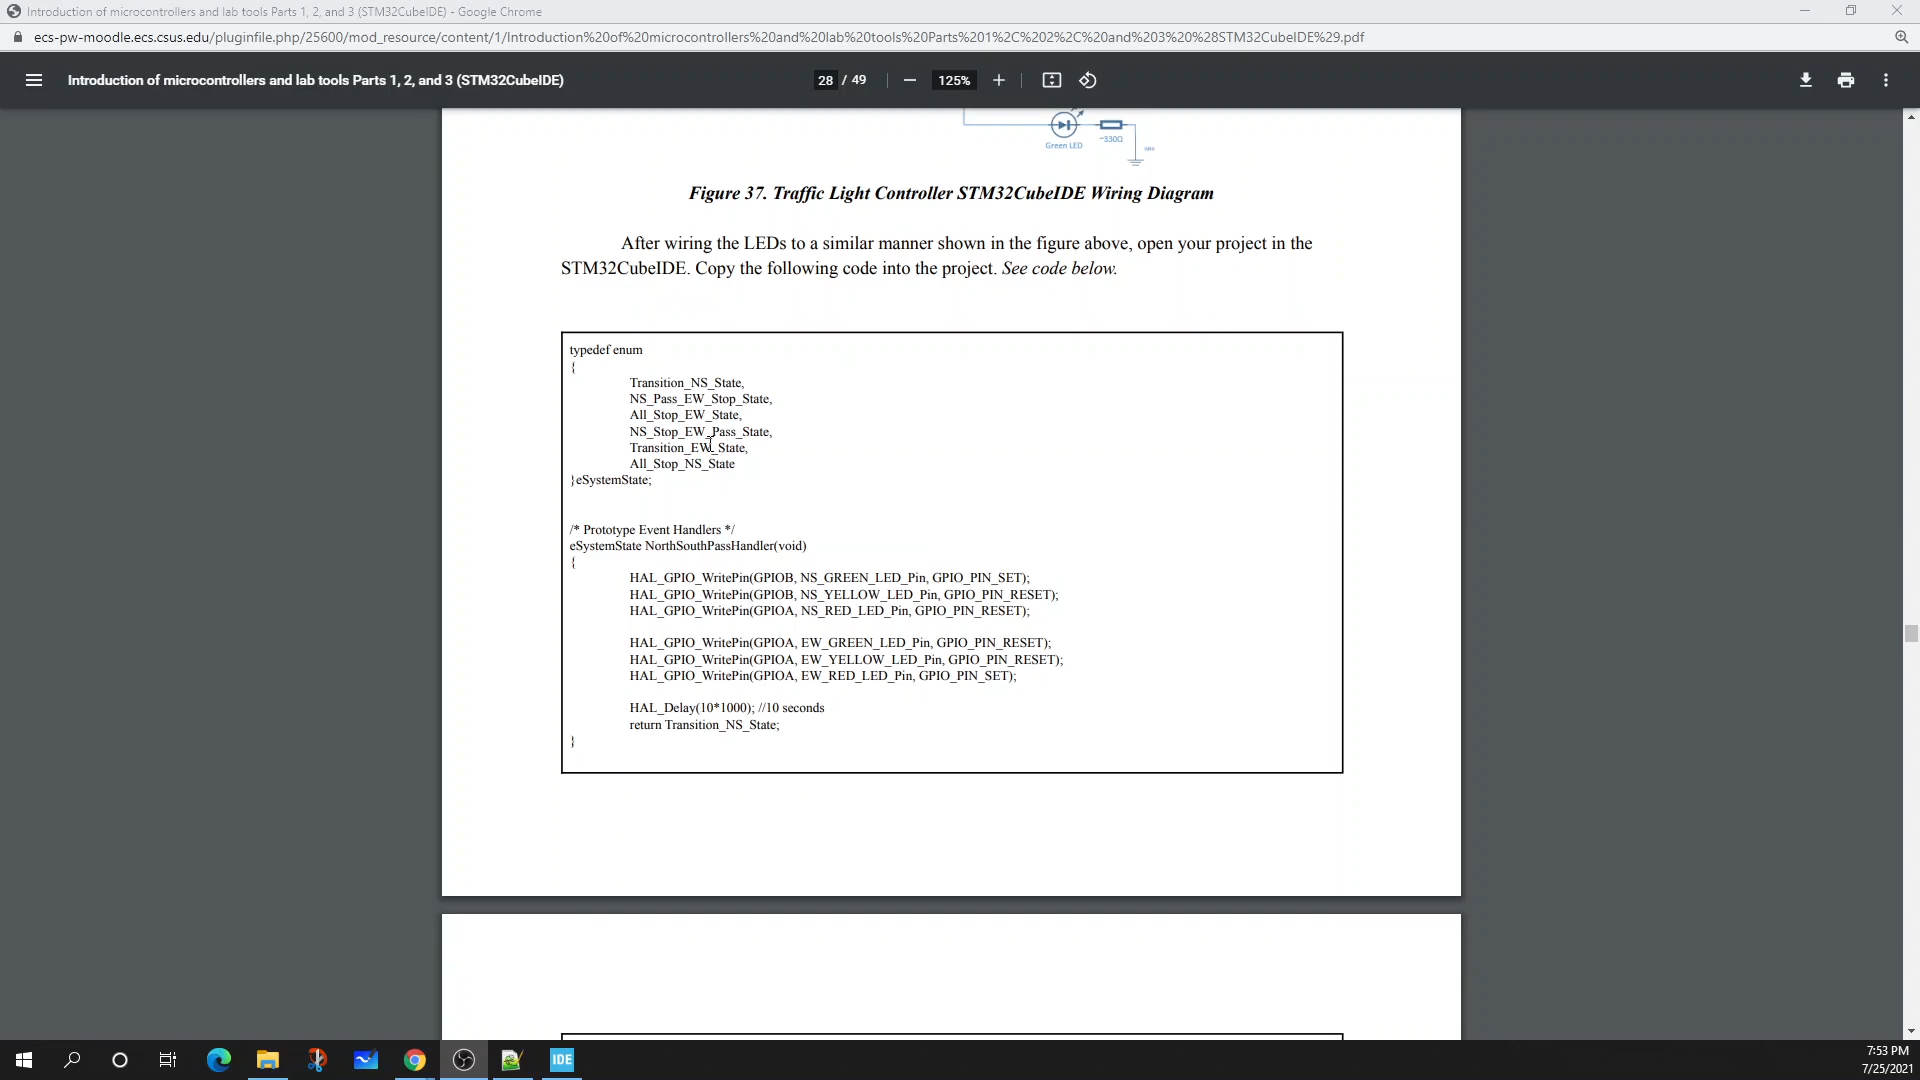 Introduction of microcontrollers and lab tools Parts 1, 2, and 3 (STM32CubeIDE) - Google Chrome
ecs-pw-moodle.ecs.csus.edu/pluginfile.php/25600/mod_resource/content/1/Introduction%20of%20microcontrollers%20and%20lab%20tools%20Parts%201%2C%202%2C%20and%203%20%28STM32CubeIDE%29.pdf
Introduction of microcontrollers and lab tools Parts 1, 2, and 3 (STM32CubeIDE) 28 / 49 125%
~330Ω
Green LED
GND
Figure 37. Traffic Light Controller STM32CubeIDE Wiring Diagram
After wiring the LEDs to a similar manner shown in the figure above, open your project in the
STM32CubeIDE. Copy the following code into the project. See code below.
typedef enum
{
Transition_NS_State,
NS_Pass_EW_Stop_State,
All_Stop_EW_State,
NS_Stop_EW_Pass_State,
Transition_EW_State,
All_Stop_NS_State
}eSystemState;
/* Prototype Event Handlers */
eSystemState NorthSouthPassHandler(void)
{
HAL_GPIO_WritePin(GPIOB, NS_GREEN_LED_Pin, GPIO_PIN_SET);
HAL_GPIO_WritePin(GPIOB, NS_YELLOW_LED_Pin, GPIO_PIN_RESET);
HAL_GPIO_WritePin(GPIOA, NS_RED_LED_Pin, GPIO_PIN_RESET);
HAL_GPIO_WritePin(GPIOA, EW_GREEN_LED_Pin, GPIO_PIN_RESET);
HAL_GPIO_WritePin(GPIOA, EW_YELLOW_LED_Pin, GPIO_PIN_RESET);
HAL_GPIO_WritePin(GPIOA, EW_RED_LED_Pin, GPIO_PIN_SET);
HAL_Delay(10*1000); //10 seconds
return Transition_NS_State;
}
IDE
7:53 PM
7/25/2021